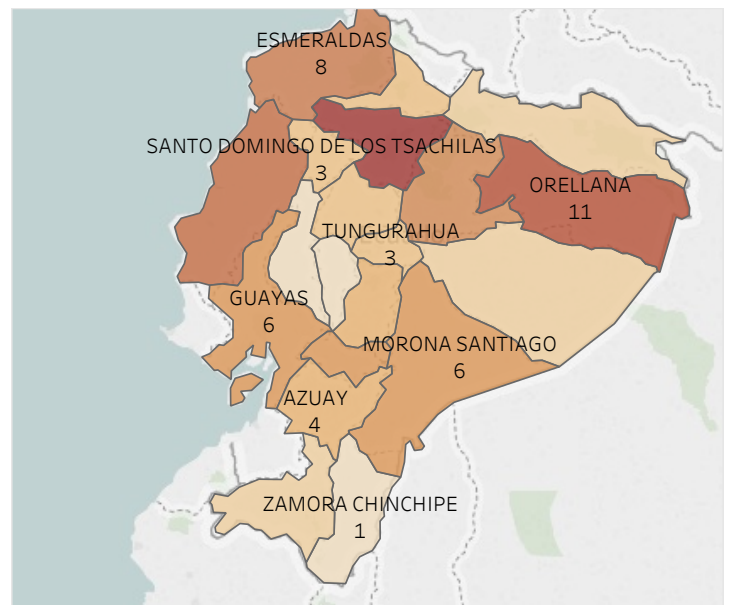 ESMERALDAS
8
SANTO DOMINGO DE LOS TSACHILAS
3
ORELLANA
11
TUNGURAHUA
3
GUAYAS
6
MORONA SANTIAGO
6
AZUAY
4
ZAMORA CHINCHIPE
1